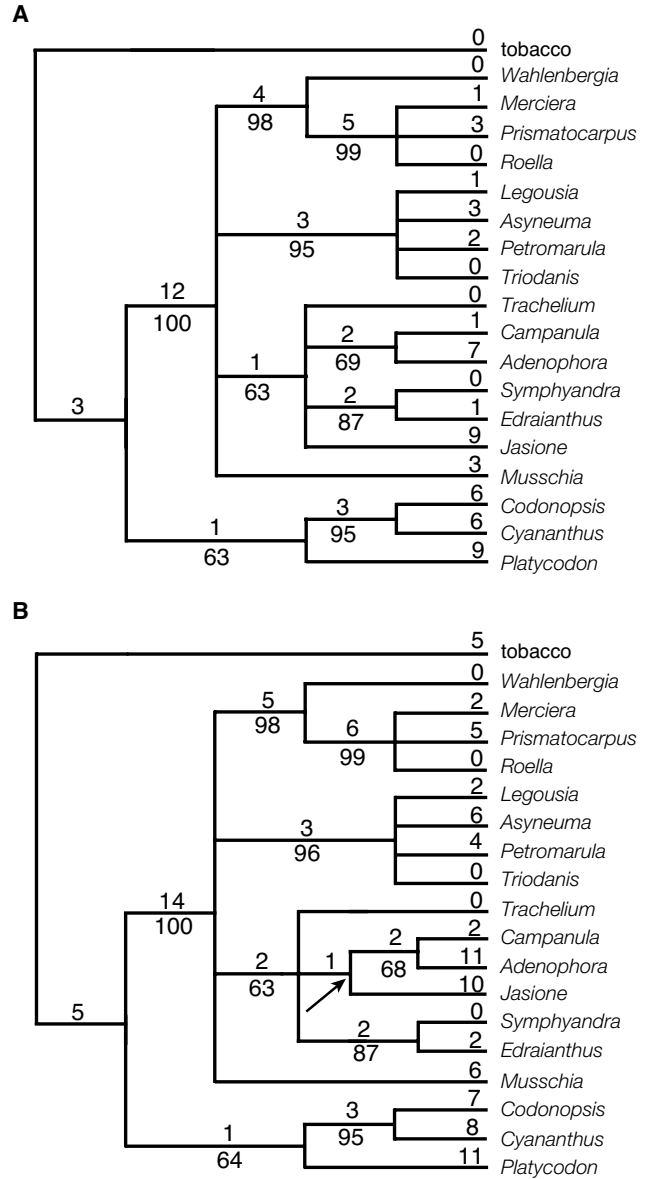 A
0 tobacco
0 Wahlenbergia
4 1 Merciera
98 5 3 Prismatocarpus
99 0 Roella
1 Legousia
3 3 Asyneuma
95 2 Petromarula
0 Triodanis
12 0 Trachelium
100 2 1 Campanula
1 69 7 Adenophora
63 2 0 Symphyandra
3 87 1 Edraianthus
9 Jasione
3 Musschia
3 6 Codonopsis
1 95 6 Cyananthus
63 9 Platycodon
B
5 tobacco
0 Wahlenbergia
5 2 Merciera
98 6 5 Prismatocarpus
99 0 Roella
2 Legousia
3 6 Asyneuma
96 4 Petromarula
0 Triodanis
14 0 Trachelium
100 2 2 Campanula
2 1 68 11 Adenophora
63 10 Jasione
5 2 0 Symphyandra
87 2 Edraianthus
6 Musschia
3 7 Codonopsis
1 95 8 Cyananthus
64 11 Platycodon